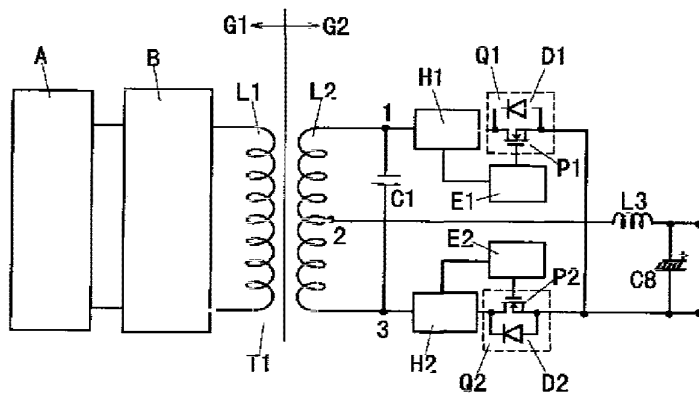 G1 G2
A B H1 Q1 D1
L1 L2 1
P1
C1 E1 L3
2
E2
P2 C8
3
T1 H2
Q2 D2